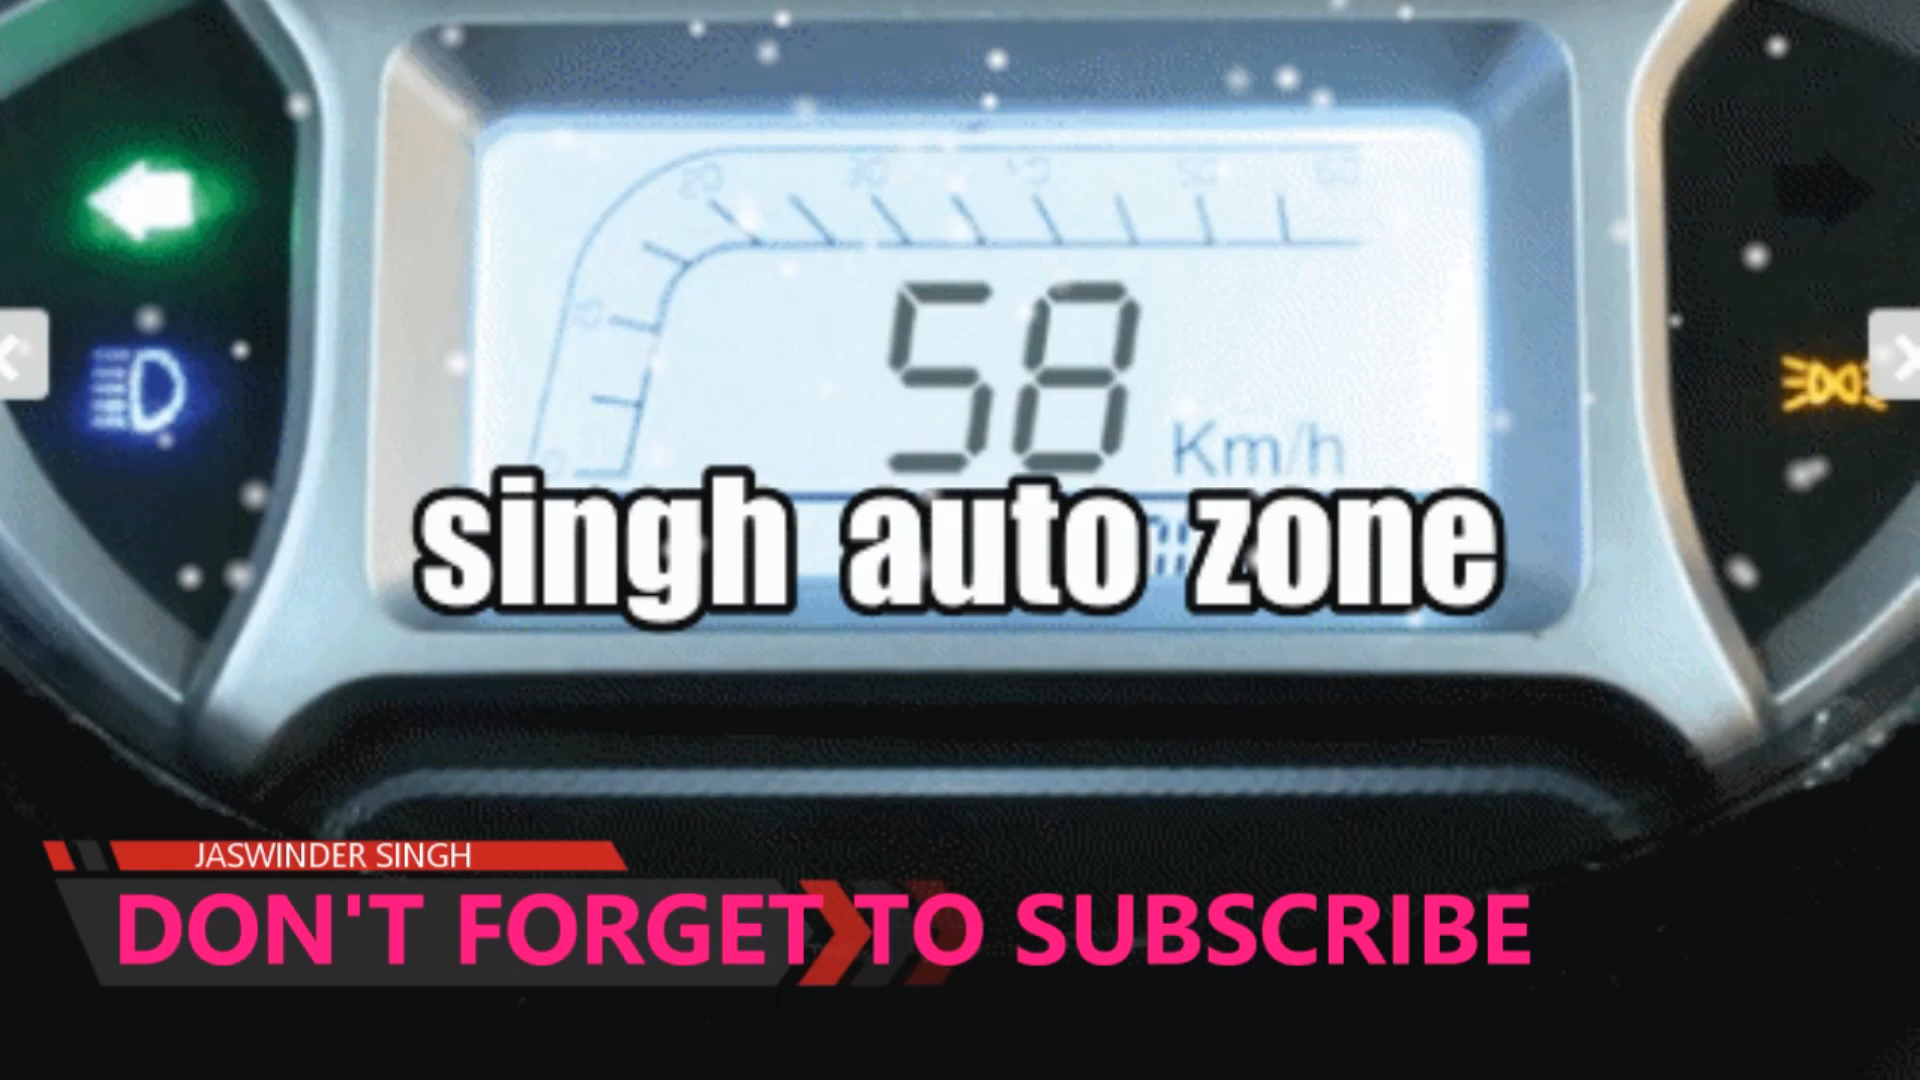 58
Km/h
singh auto zone
JASWINDER SINGH
DON'T FORGET TO SUBSCRIBE